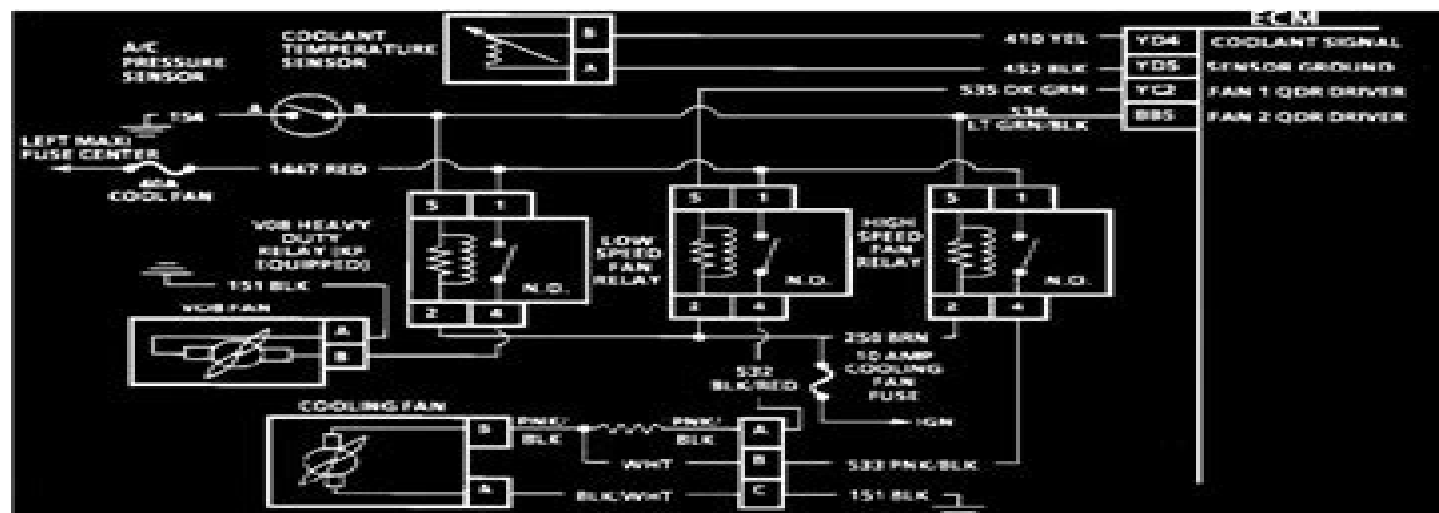 ECM
COOLANT
TEMPERATURE
SENSOR
B
A
410 YEL
YD4
COOLANT SIGNAL
452 BLK
YD5
SENSOR GROUND
A/C
PRESSURE
SENSOR
535 DK GRN
YC2
FAN 1 QDR DRIVER
A
B
536
LT GRN/BLK
BB5
FAN 2 QDR DRIVER
LEFT MAXI
FUSE CENTER
40A
COOL FAN
1447 RED
5
1
5
1
5
1
V08 HEAVY
DUTY
RELAY (IF
EQUIPPED)
LOW
SPEED
FAN
RELAY
HIGH
SPEED
FAN
RELAY
N.O.
N.O.
N.O.
2
4
2
4
2
4
151 BLK
V08 FAN
A
B
250 BRN
10 AMP
COOLING
FAN
FUSE
IGN
532
BLK/RED
COOLING FAN
B
PNK/
BLK
PNK/
BLK
A
WHT
B
533 PNK/BLK
A
BLK/WHT
C
151 BLK